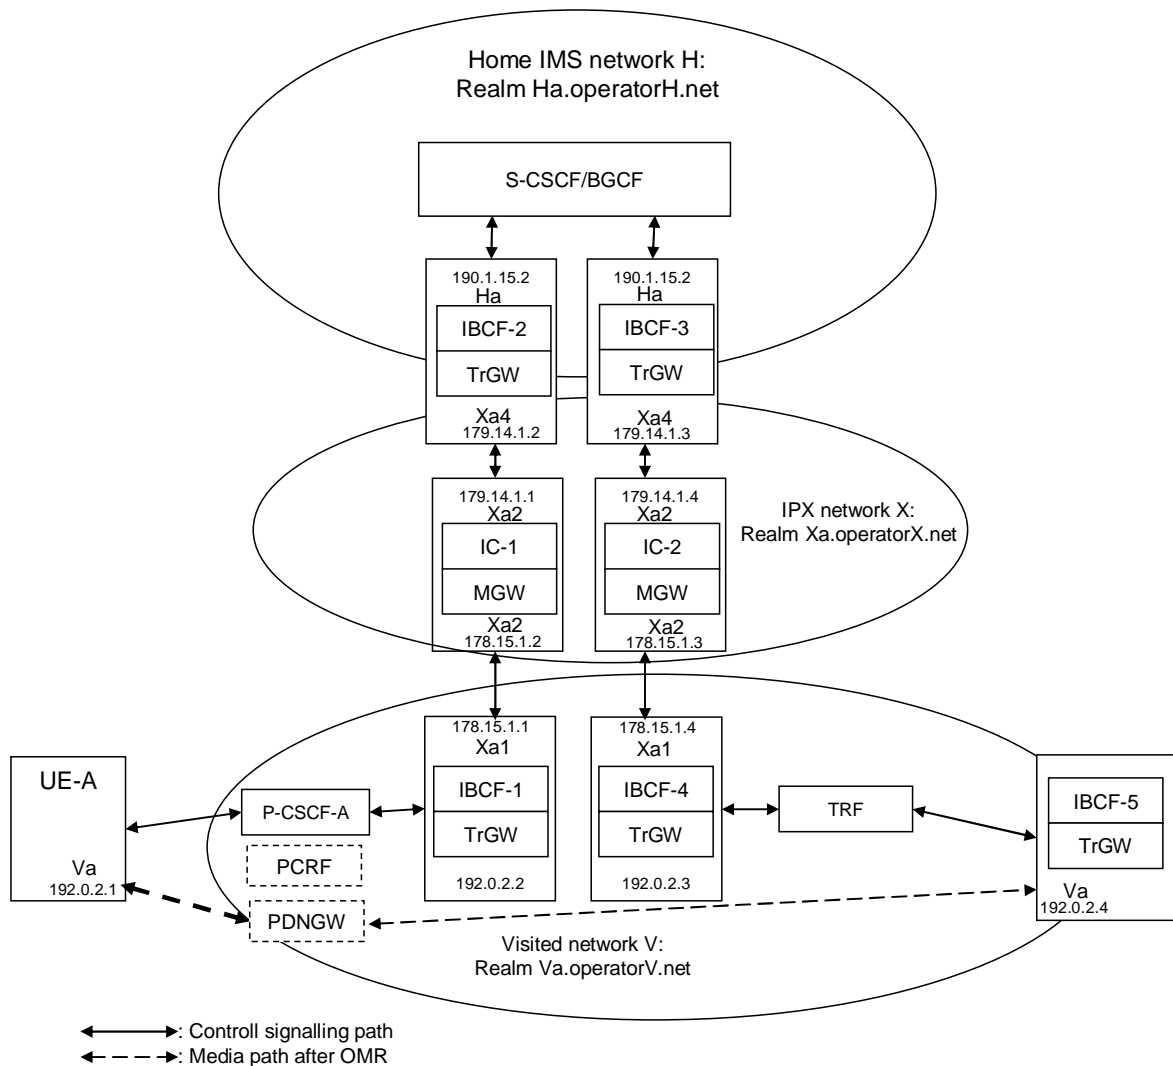 Home IMS network H:
Realm Ha.operatorH.net
S-CSCF/BGCF
190.1.15.2
Ha
IBCF-2
TrGW
Xa4
179.14.1.2
190.1.15.2
Ha
IBCF-3
TrGW
Xa4
179.14.1.3
179.14.1.1
Xa2
IC-1
MGW
Xa2
178.15.1.2
179.14.1.4
Xa2
IC-2
MGW
Xa2
178.15.1.3
IPX network X:
Realm Xa.operatorX.net
UE-A
Va
192.0.2.1
P-CSCF-A
PCRF
PDNGW
178.15.1.1
Xa1
IBCF-1
TrGW
192.0.2.2
178.15.1.4
Xa1
IBCF-4
TrGW
192.0.2.3
TRF
IBCF-5
TrGW
Va
192.0.2.4
Visited network V:
Realm Va.operatorV.net
: Controll signalling path
: Media path after OMR